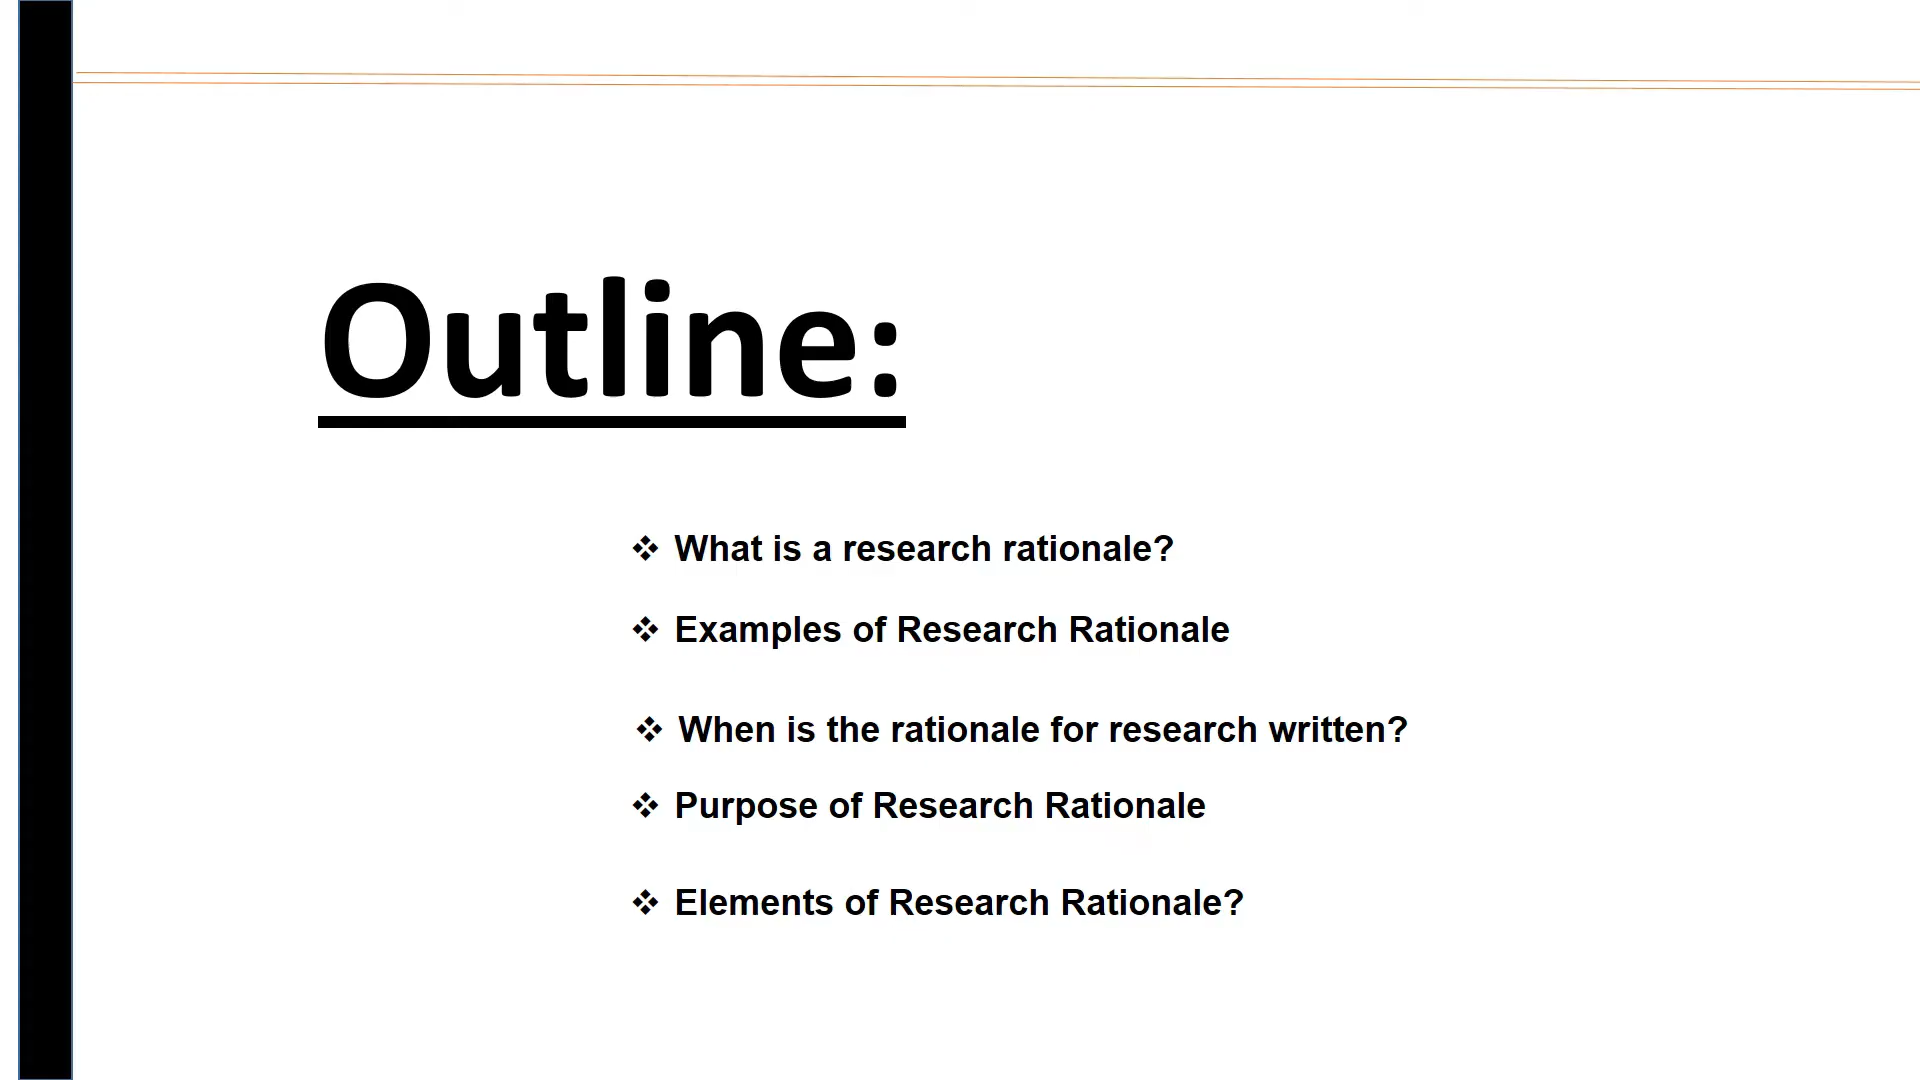 Outline:
❖ What is a research rationale?
❖ Examples of Research Rationale
❖ When is the rationale for research written?
❖ Purpose of Research Rationale
❖ Elements of Research Rationale?